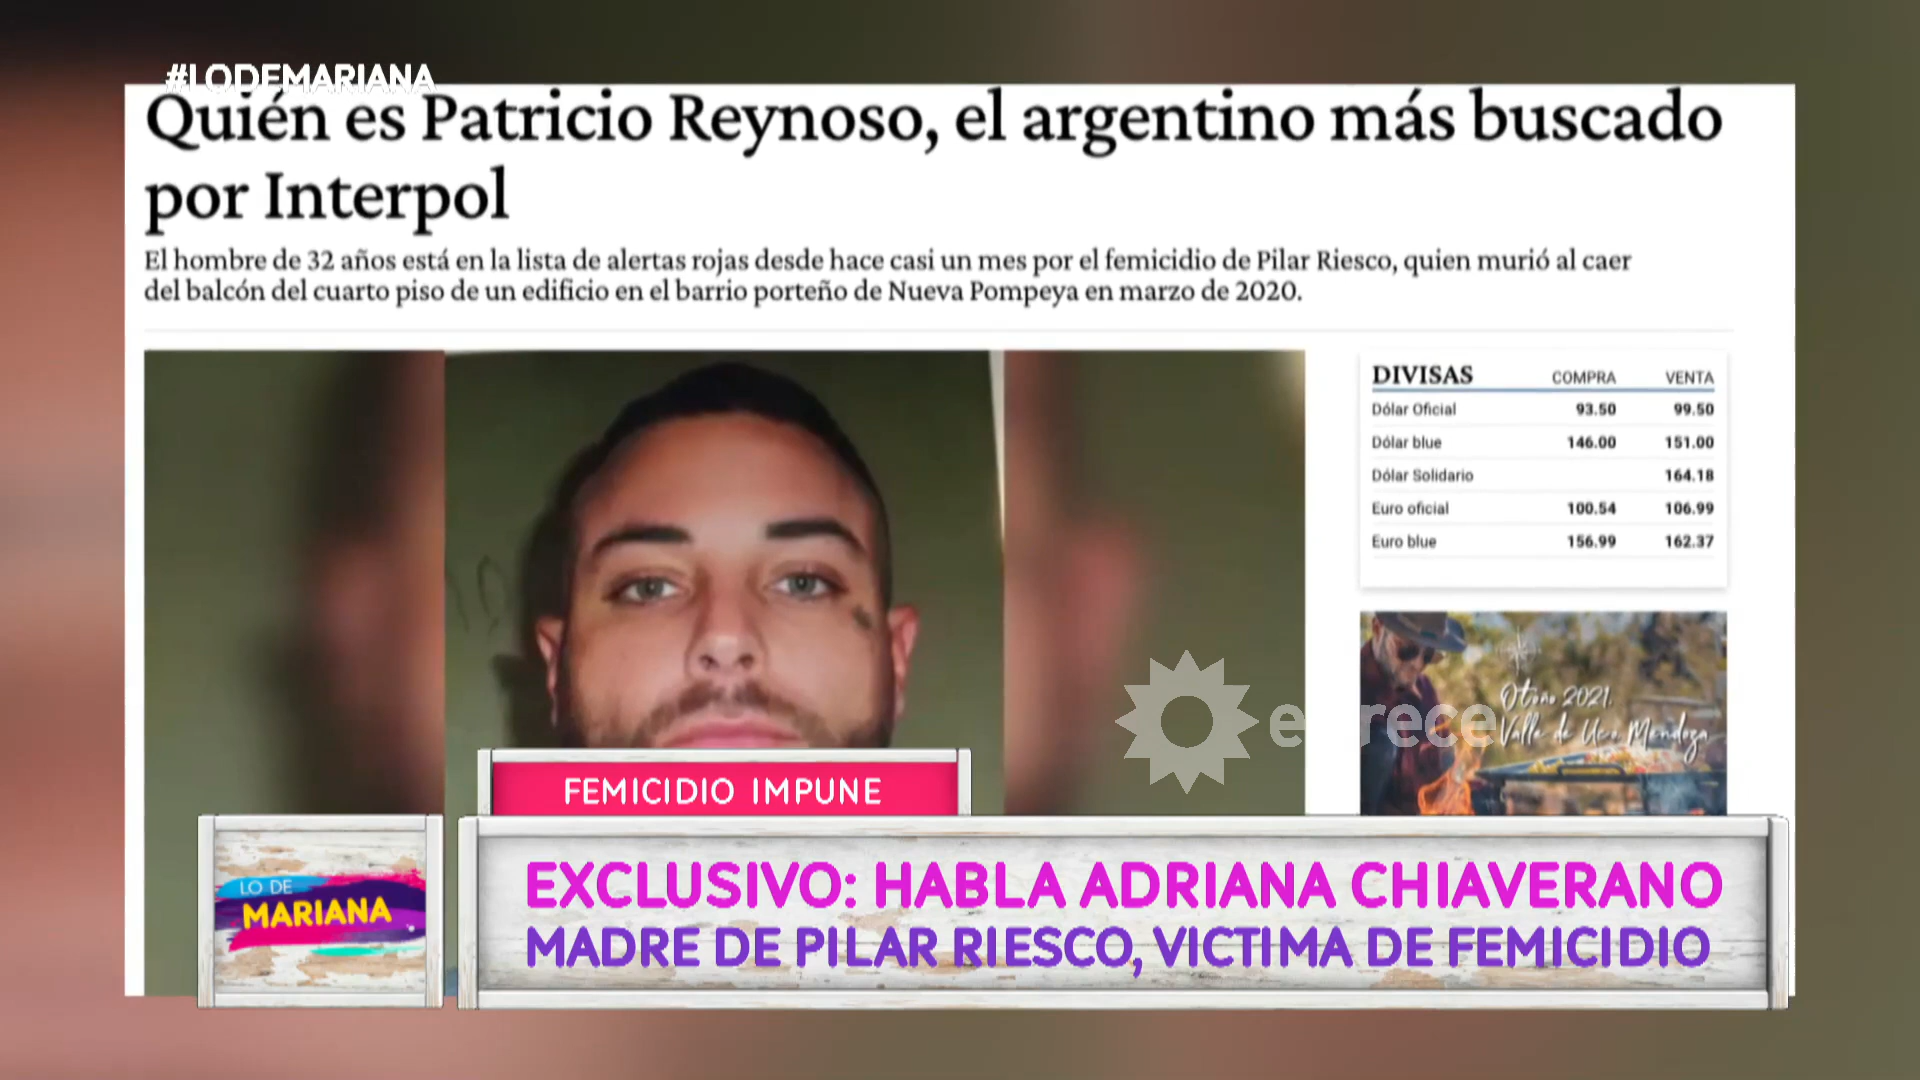 #LODEMARIANA
Quién es Patricio Reynoso, el argentino más buscado
por Interpol
El hombre de 32 años está en la lista de alertas rojas desde hace casi un mes por el femicidio de Pilar Riesco, quien murió al caer
del balcón del cuarto piso de un edificio en el barrio porteño de Nueva Pompeya en marzo de 2020.
DIVISAS COMPRA VENTA
Dólar Oficial 93.50 99.50
Dólar blue 146.00 151.00
Dólar Solidario 164.18
Euro oficial 100.54 106.99
Euro blue 156.99 162.37
Otoño 2021.
Valle de Uco Mendoza
eltrece
FEMICIDIO IMPUNE
LO DE
MARIANA
EXCLUSIVO: HABLA ADRIANA CHIAVERANO
MADRE DE PILAR RIESCO, VICTIMA DE FEMICIDIO